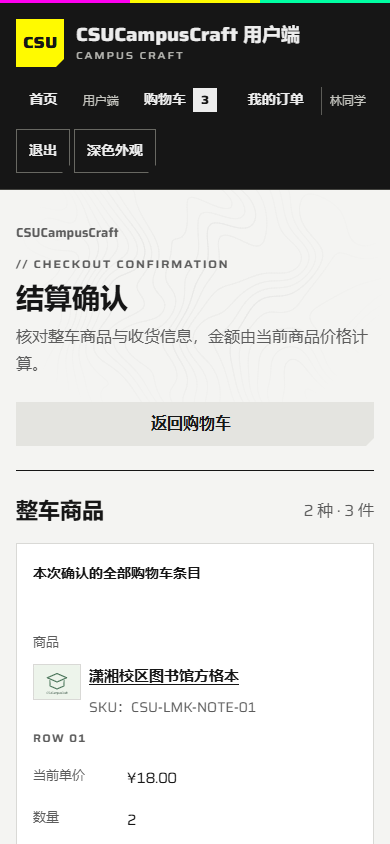 CSU
CSUCampusCraft 用户端
CAMPUS CRAFT
首页
用户端
购物车 3
我的订单
林同学
退出
深色外观
CSUCampusCraft
// CHECKOUT CONFIRMATION
结算确认
核对整车商品与收货信息，金额由当前商品价格计
算。
返回购物车
整车商品
2 种 · 3 件
本次确认的全部购物车条目
商品
潇湘校区图书馆方格本
SKU：CSU-LMK-NOTE-01
ROW 01
当前单价
¥18.00
数量
2